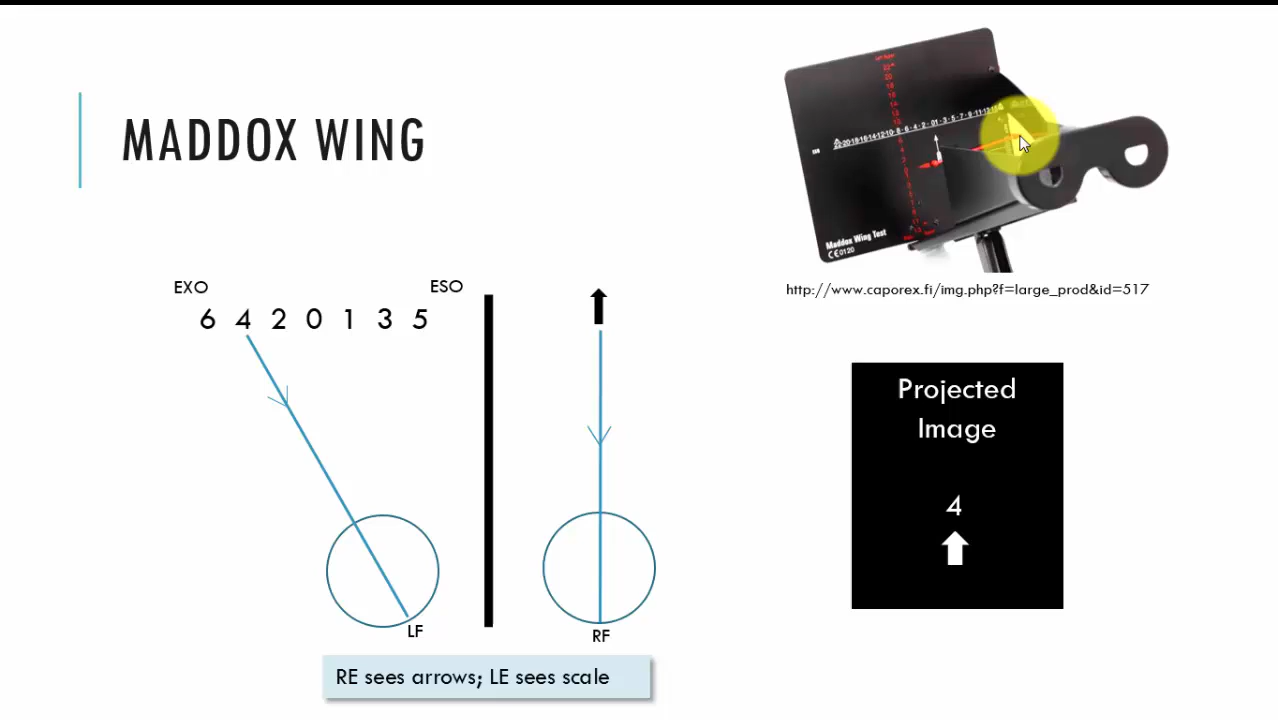 MADDOX WING
Maddox Wing Test
CE0120
http://www.caporex.fi/img.php?f=large_prod&id=517
EXO
ESO
6 4 2 0 1 3 5
LF
RF
RE sees arrows; LE sees scale
Projected
Image
4